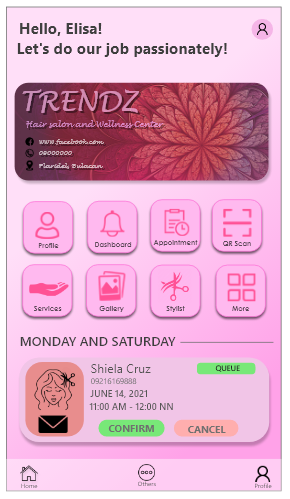 Hello, Elisa!
Let's do our job passionately!
TRENDZ
Hair salon and Wellness Center
www.facebook.com
09000000
Plaridel, Bulacan
Profile
Dashboard
Appointment
QR Scan
Services
Gallery
Stylist
More
MONDAY AND SATURDAY
Shiela Cruz
QUEUE
09216169888
JUNE 14, 2021
11:00 AM - 12:00 NN
CONFIRM
CANCEL
Home
Others
Profile